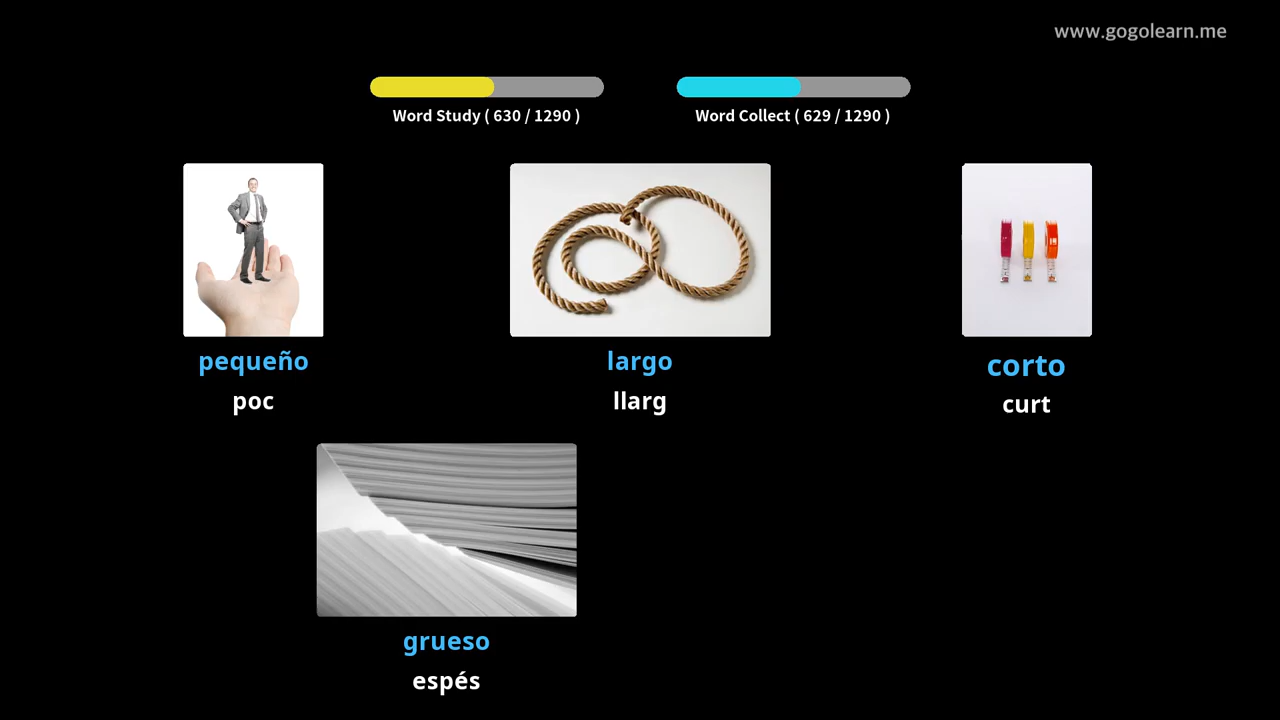 www.gogolearn.me
Word Study ( 630 / 1290 )
Word Collect ( 629 / 1290 )
pequeño
poc
largo
llarg
corto
curt
grueso
espés